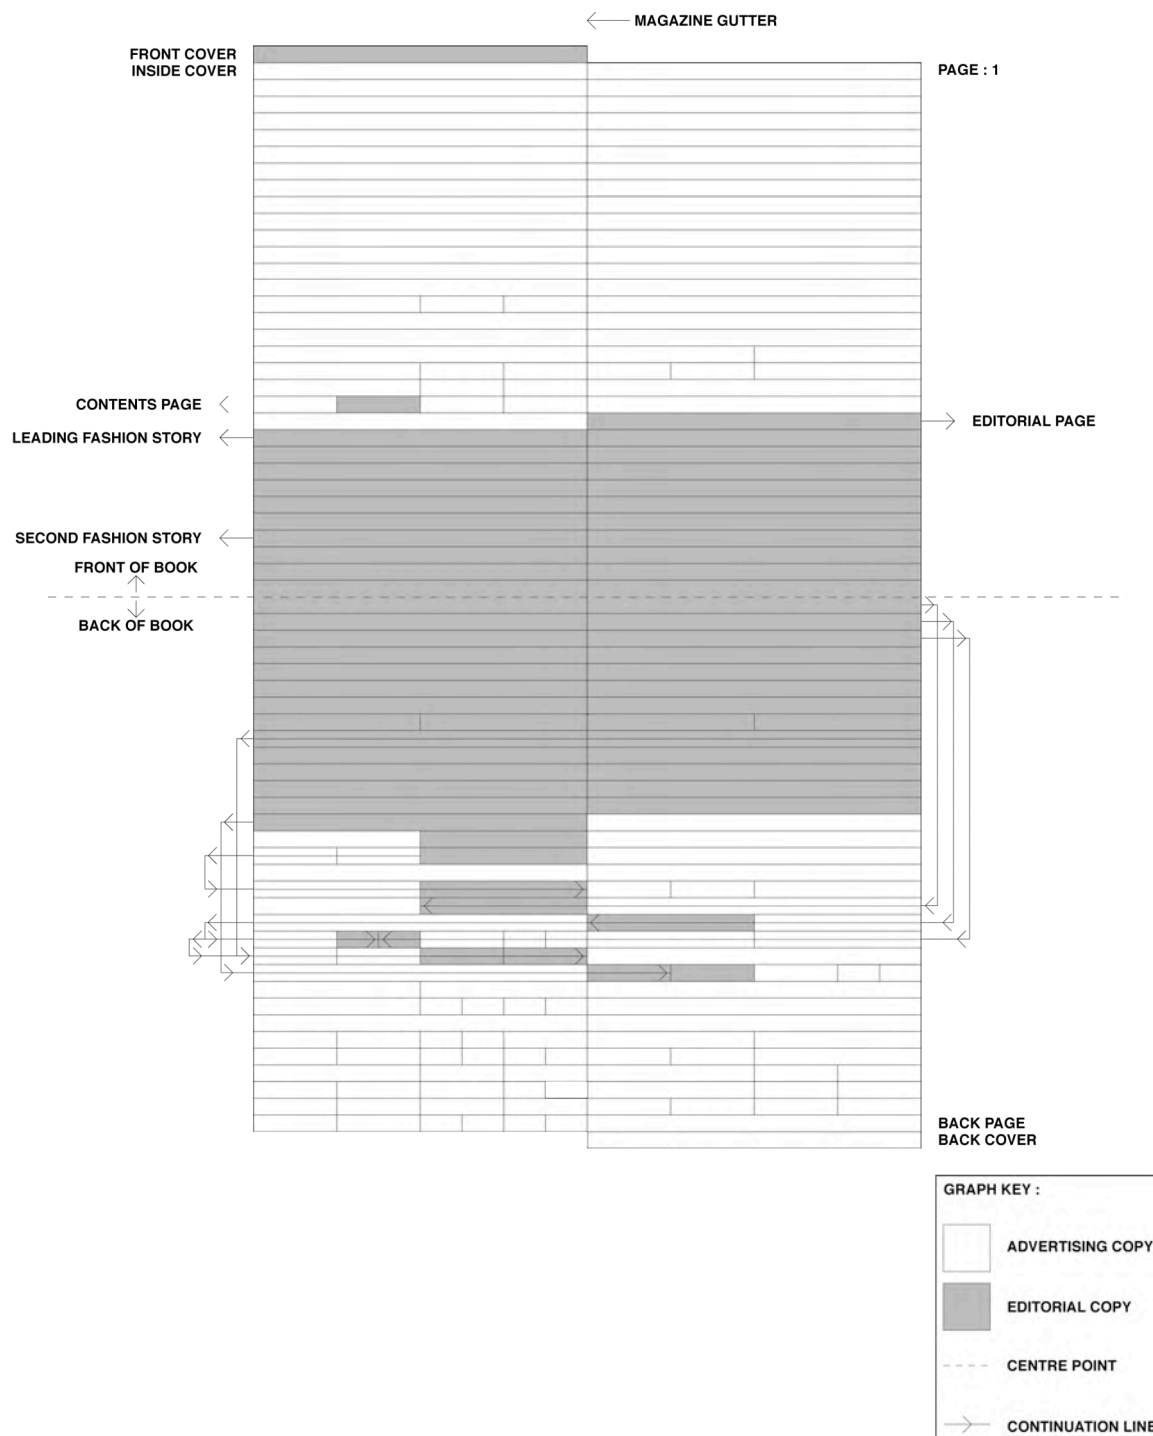 MAGAZINE GUTTER
FRONT COVER
INSIDE COVER
PAGE : 1
CONTENTS PAGE
EDITORIAL PAGE
LEADING FASHION STORY
SECOND FASHION STORY
FRONT OF BOOK
BACK OF BOOK
BACK PAGE
BACK COVER
GRAPH KEY :
ADVERTISING COPY
EDITORIAL COPY
CENTRE POINT
CONTINUATION LINE